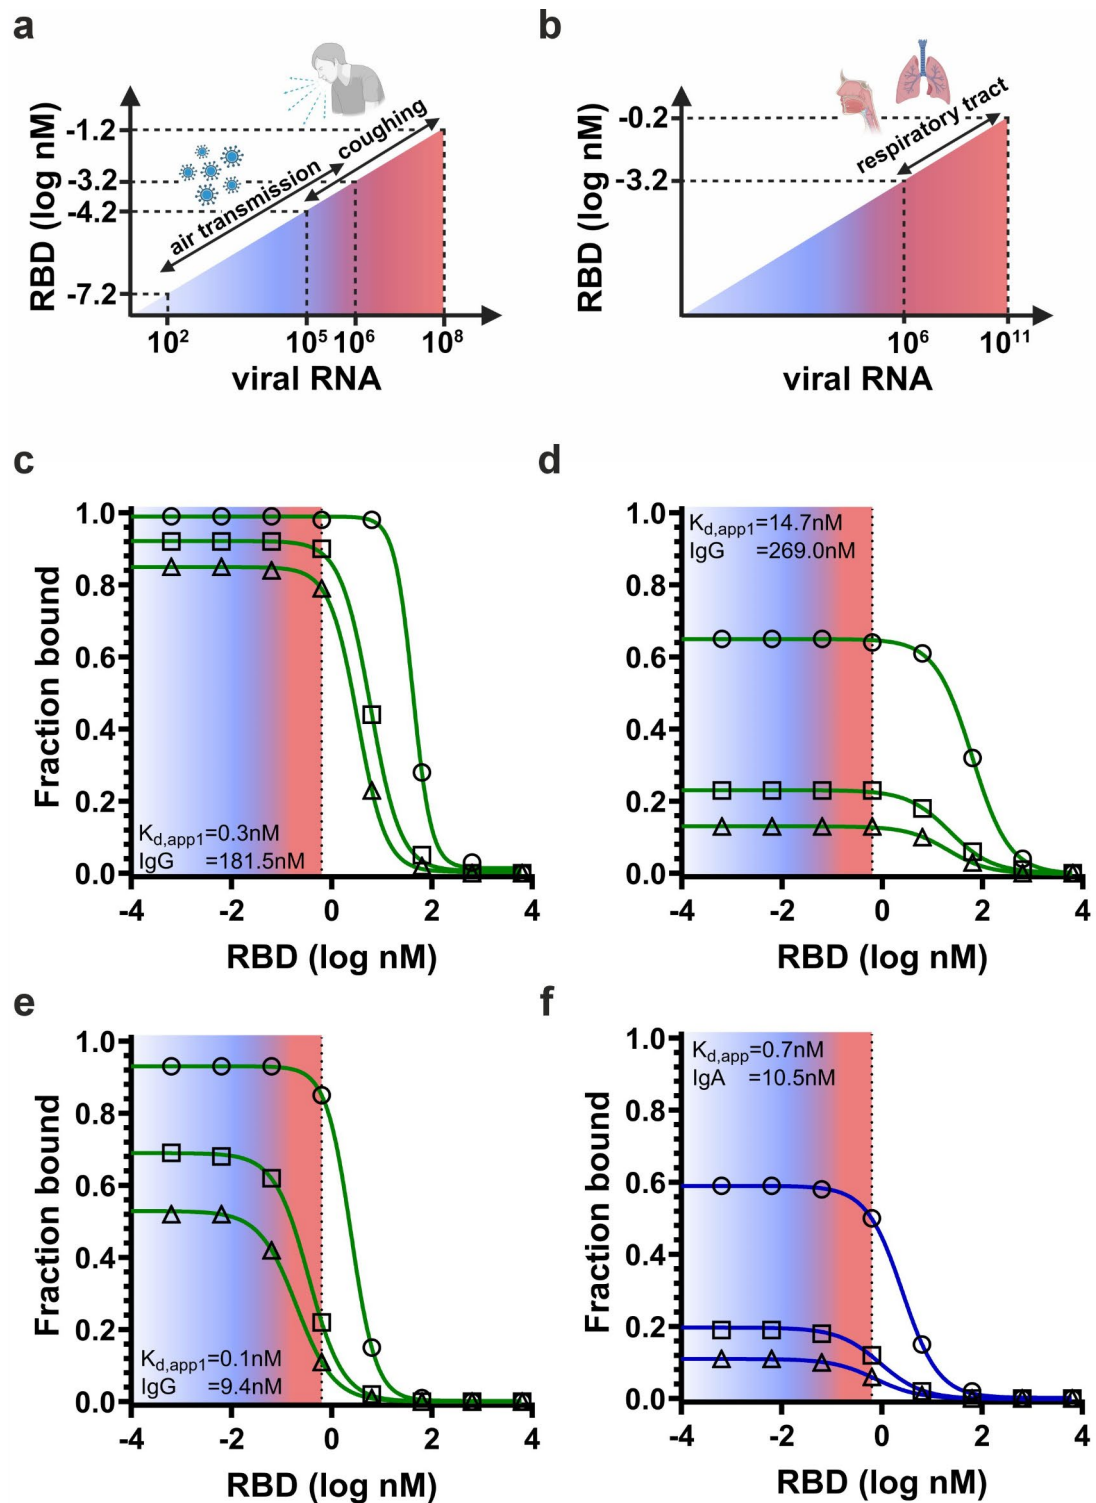 a
RBD (log nM)
-1.2
-3.2
-4.2
-7.2
air transmission
coughing
10²
10⁵
10⁶
10⁸
viral RNA
b
RBD (log nM)
-0.2
-3.2
respiratory tract
10⁶
10¹¹
viral RNA
c
Fraction bound
1.0
0.8
0.6
0.4
0.2
0.0
Kd,app1=0.3nM
IgG =181.5nM
-4
-2
0
2
4
RBD (log nM)
d
Fraction bound
1.0
0.8
0.6
0.4
0.2
0.0
Kd,app1=14.7nM
IgG =269.0nM
-4
-2
0
2
4
RBD (log nM)
e
Fraction bound
1.0
0.8
0.6
0.4
0.2
0.0
Kd,app1=0.1nM
IgG =9.4nM
-4
-2
0
2
4
RBD (log nM)
f
Fraction bound
1.0
0.8
0.6
0.4
0.2
0.0
Kd,app=0.7nM
IgA =10.5nM
-4
-2
0
2
4
RBD (log nM)